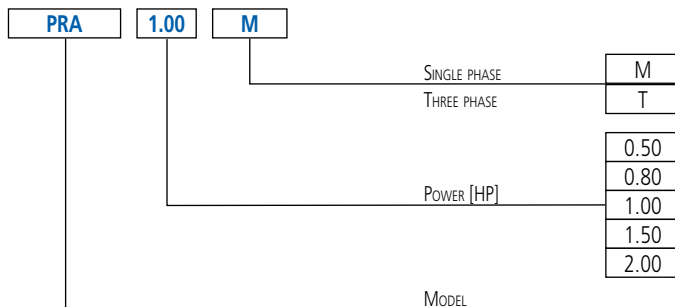 PRA 1.00 M
SINGLE PHASE M
THREE PHASE T
0.50
0.80
POWER [HP] 1.00
1.50
2.00
MODEL